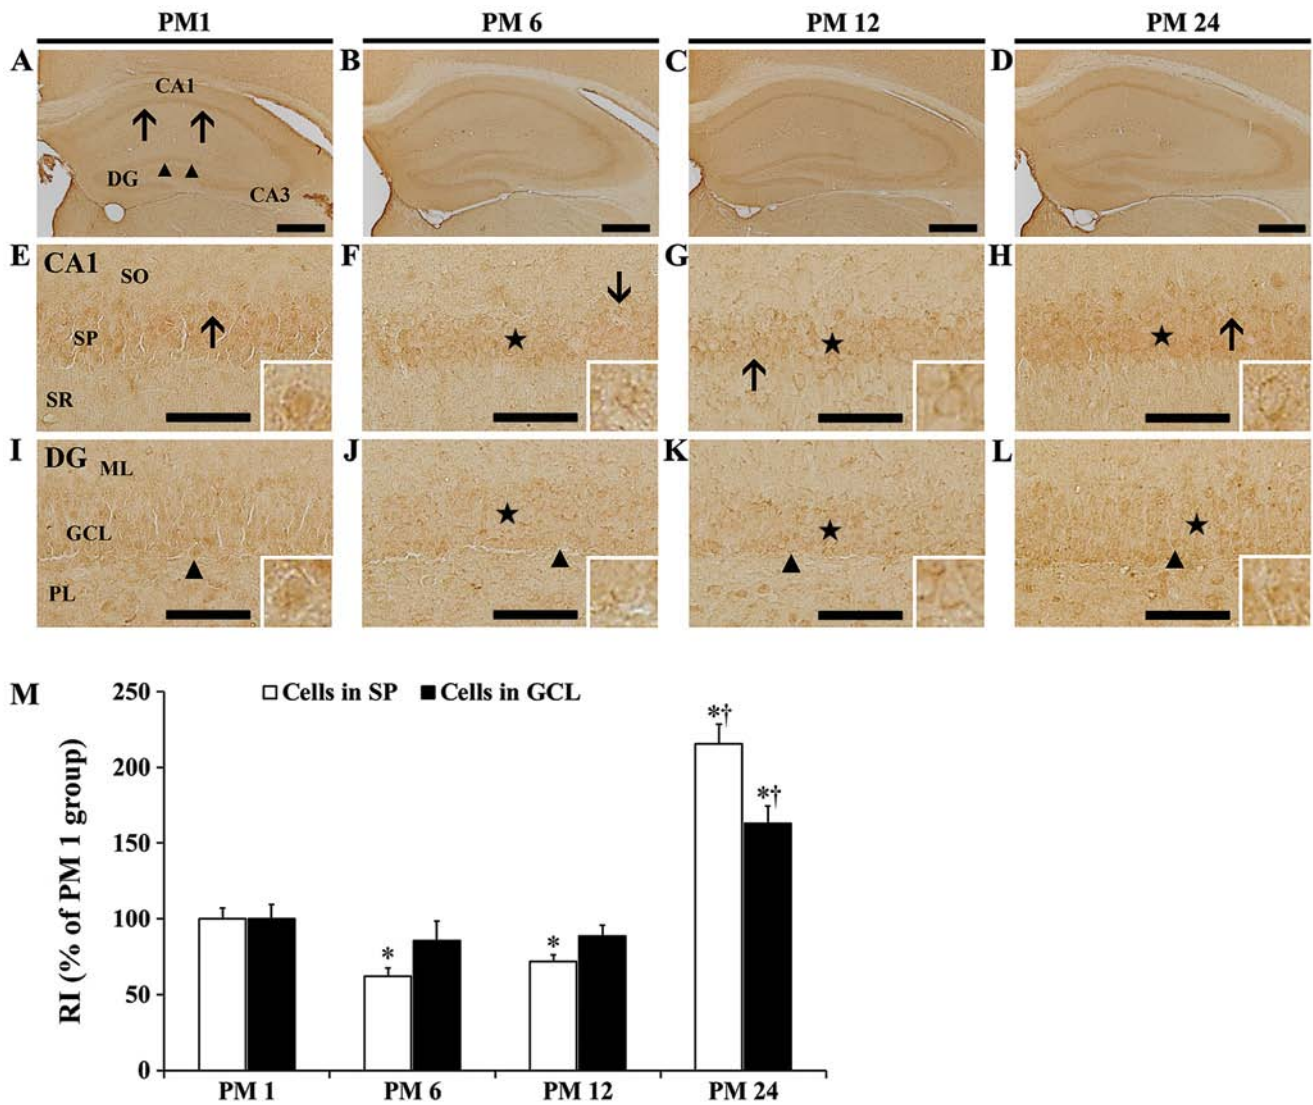 PM1 PM 6 PM 12 PM 24
A B C D
CA1
DG
CA3
E CA1 F G H
SO
SP
SR
I DG J K L
ML
GCL
PL
M
Cells in SP Cells in GCL
RI (% of PM 1 group)
250
*†
200
*†
150
100
* *
50
0
PM 1 PM 6 PM 12 PM 24